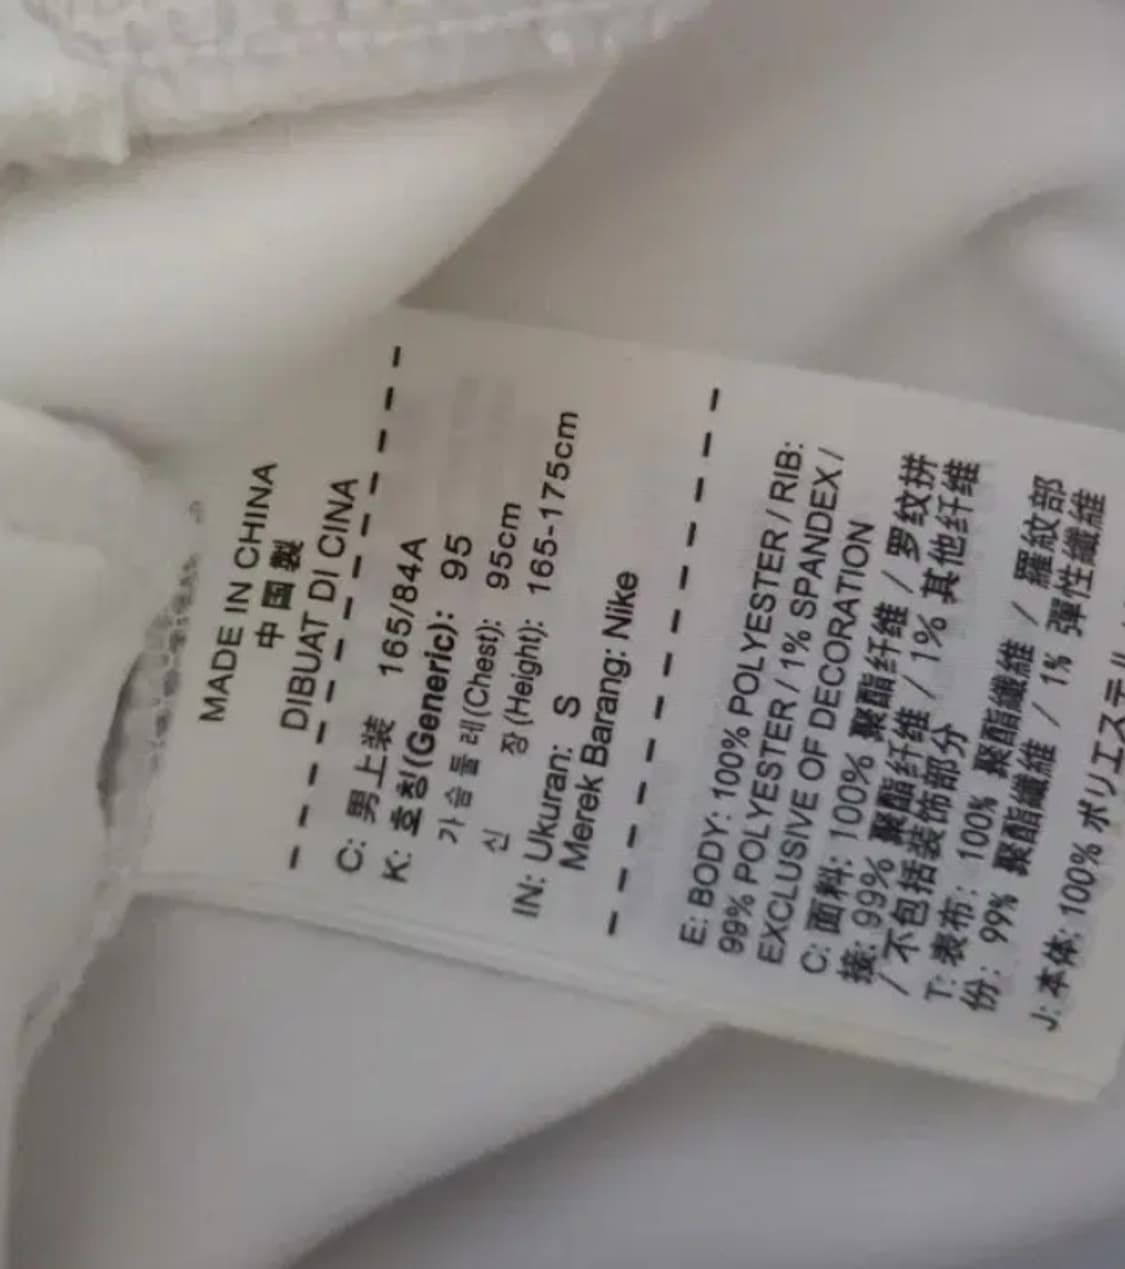 MADE IN CHINA
中国製
DIBUAT DI CINA
C: 男上装 165/84A
K: 호칭(Generic): 95
가슴둘레(Chest): 95cm
신 장(Height): 165-175cm
IN: Ukuran: S
Merek Barang: Nike
E: BODY: 100% POLYESTER / RIB:
99% POLYESTER / 1% SPANDEX /
EXCLUSIVE OF DECORATION
C: 面料: 100% 聚酯纤维 / 罗纹拼
接: 99% 聚酯纤维 / 1% 其他纤维
/ 不包括装饰部分
T: 表布: 100% 聚酯纖維 / 羅紋部
份: 99% 聚酯纖維 / 1% 彈性纖維
J: 本体: 100% ポリエステル